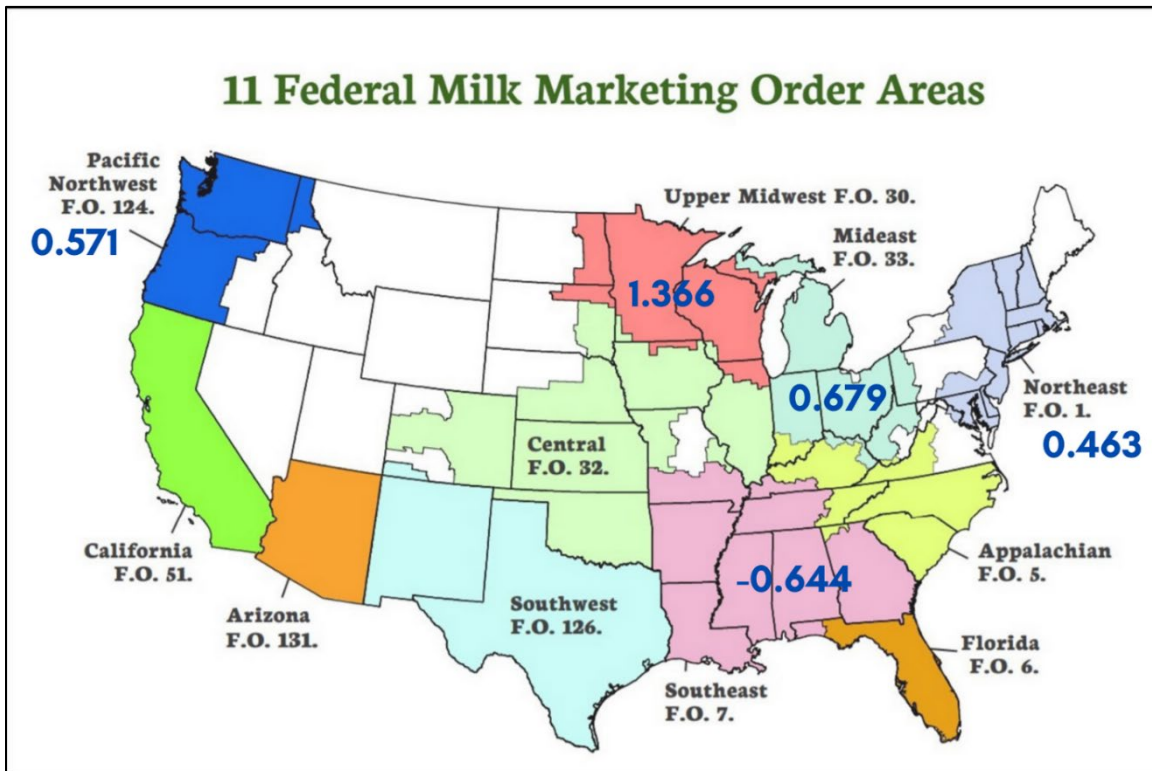 11 Federal Milk Marketing Order Areas
Pacific
Northwest
F.O. 124.
0.571
Upper Midwest F.O. 30.
Mideast
F.O. 33.
1.366
0.679
Northeast
F.O. 1.
0.463
Central
F.O. 32.
California
F.O. 51.
Arizona
F.O. 131.
Southwest
F.O. 126.
-0.644
Appalachian
F.O. 5.
Southeast
F.O. 7.
Florida
F.O. 6.